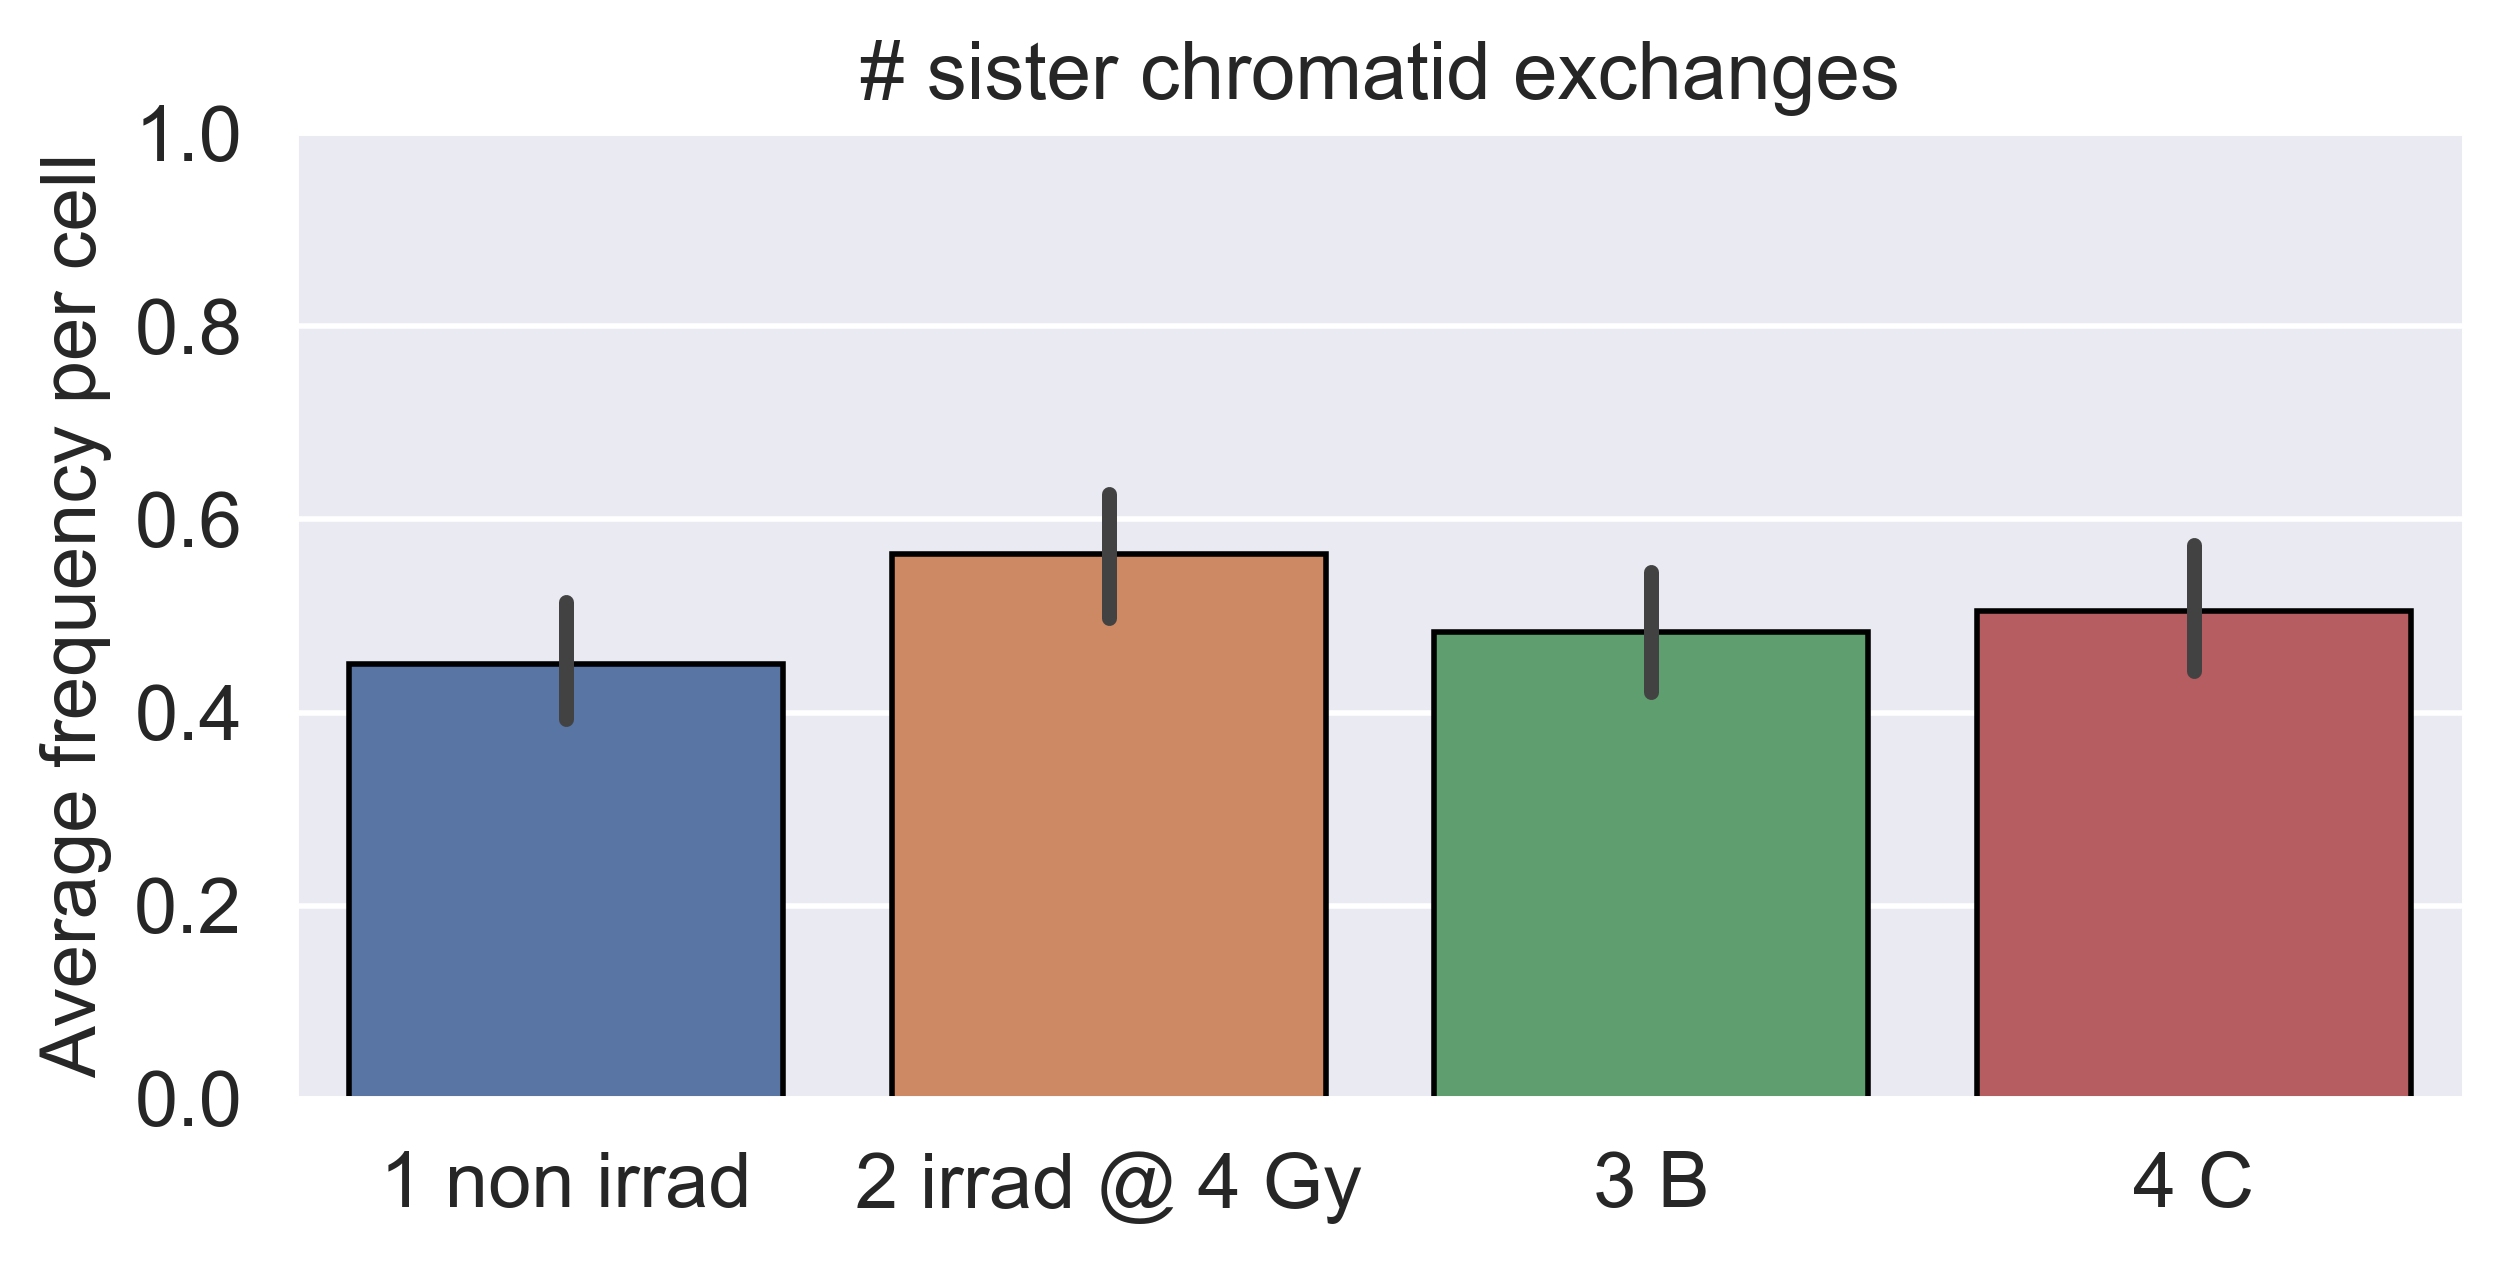 # sister chromatid exchanges
Average frequency per cell
1.0
0.8
0.6
0.4
0.2
0.0
1 non irrad
2 irrad @ 4 Gy
3 B
4 C